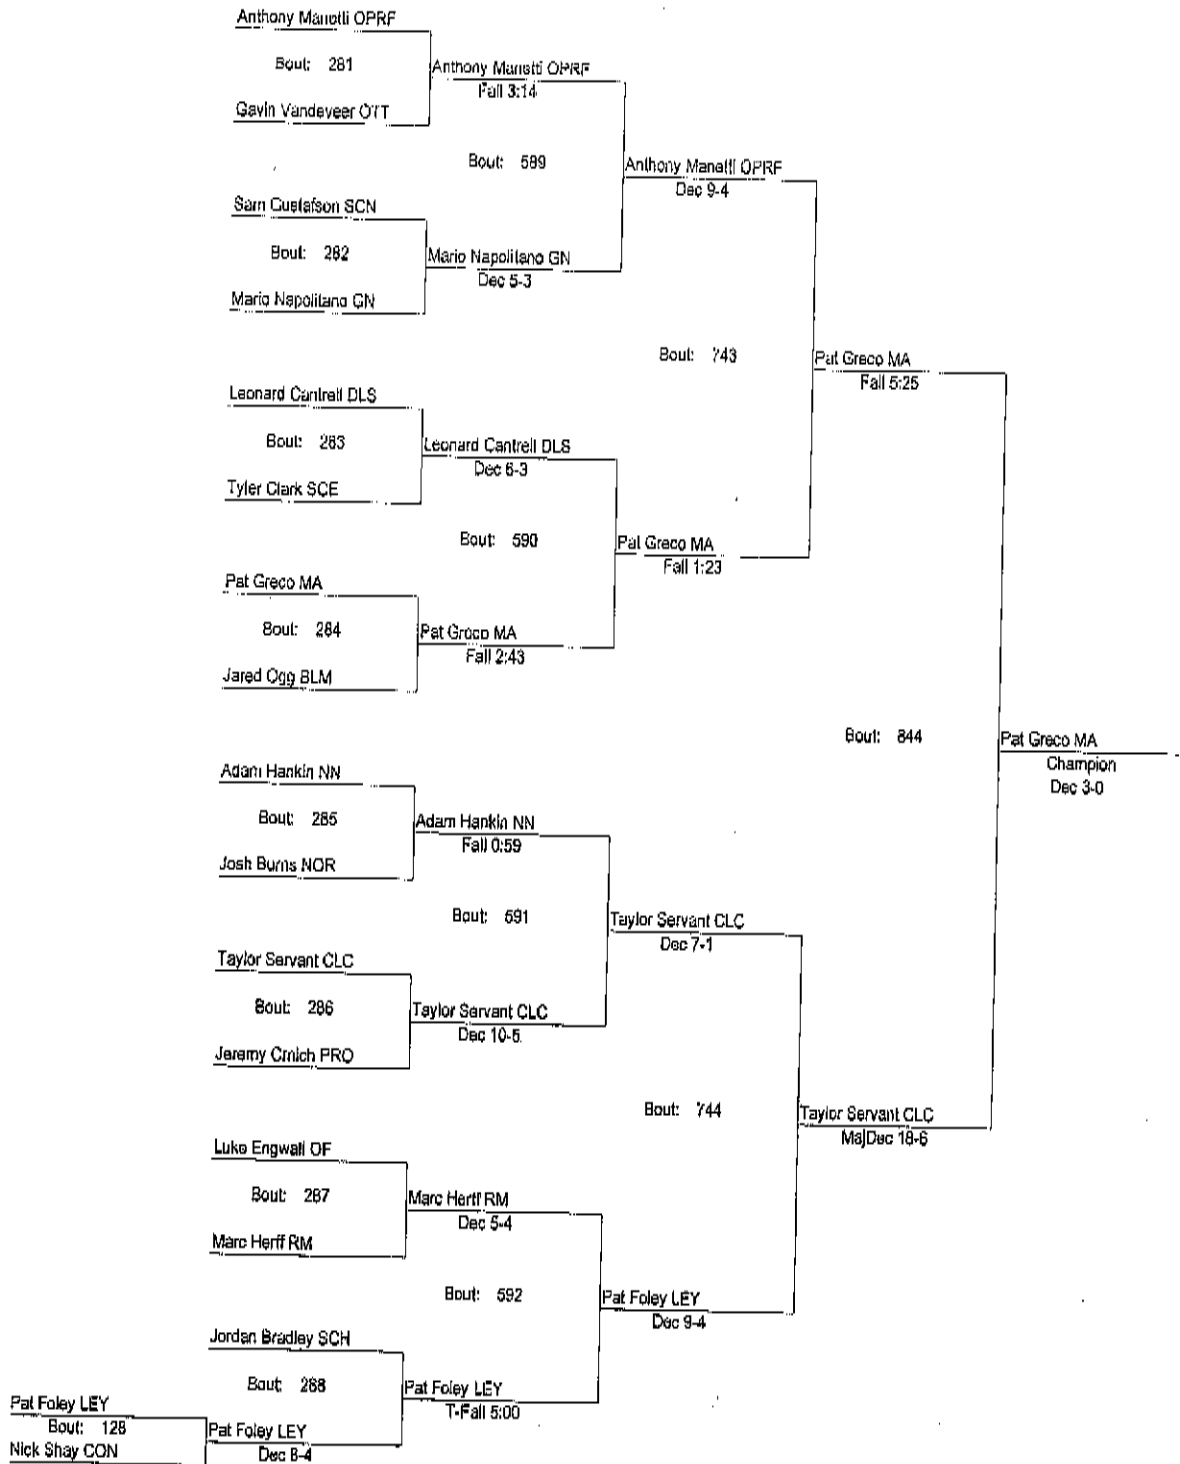 Anthony Manetti OPRF
Bout: 281
Anthony Manetti OPRF
Fall 3:14
Gavin Vandeveer OTT
Bout: 589
Anthony Manetti OPRF
Dec 9-4
Sam Gustafson SCN
Bout: 282
Mario Napolitano GN
Dec 5-3
Mario Napolitano GN
Bout: 743
Pat Greco MA
Fall 5:25
Leonard Cantrell DLS
Bout: 283
Leonard Cantrell DLS
Dec 6-3
Tyler Clark SCE
Bout: 590
Pat Greco MA
Fall 1:23
Pat Greco MA
Bout: 284
Pat Greco MA
Fall 2:43
Jared Ogg BLM
Bout: 844
Pat Greco MA
Champion
Dec 3-0
Adam Hankin NN
Bout: 285
Adam Hankin NN
Fall 0:59
Josh Burns NOR
Bout: 591
Taylor Servant CLC
Dec 7-1
Taylor Servant CLC
Bout: 286
Taylor Servant CLC
Dec 10-5
Jeremy Crnich PRO
Bout: 744
Taylor Servant CLC
MajDec 18-6
Luke Engwall OF
Bout: 287
Marc Herff RM
Dec 5-4
Marc Herff RM
Bout: 592
Pat Foley LEY
Dec 9-4
Jordan Bradley SCH
Bout: 288
Pat Foley LEY
T-Fall 5:00
Pat Foley LEY
Bout: 128
Pat Foley LEY
Dec 8-4
Nick Shay CON